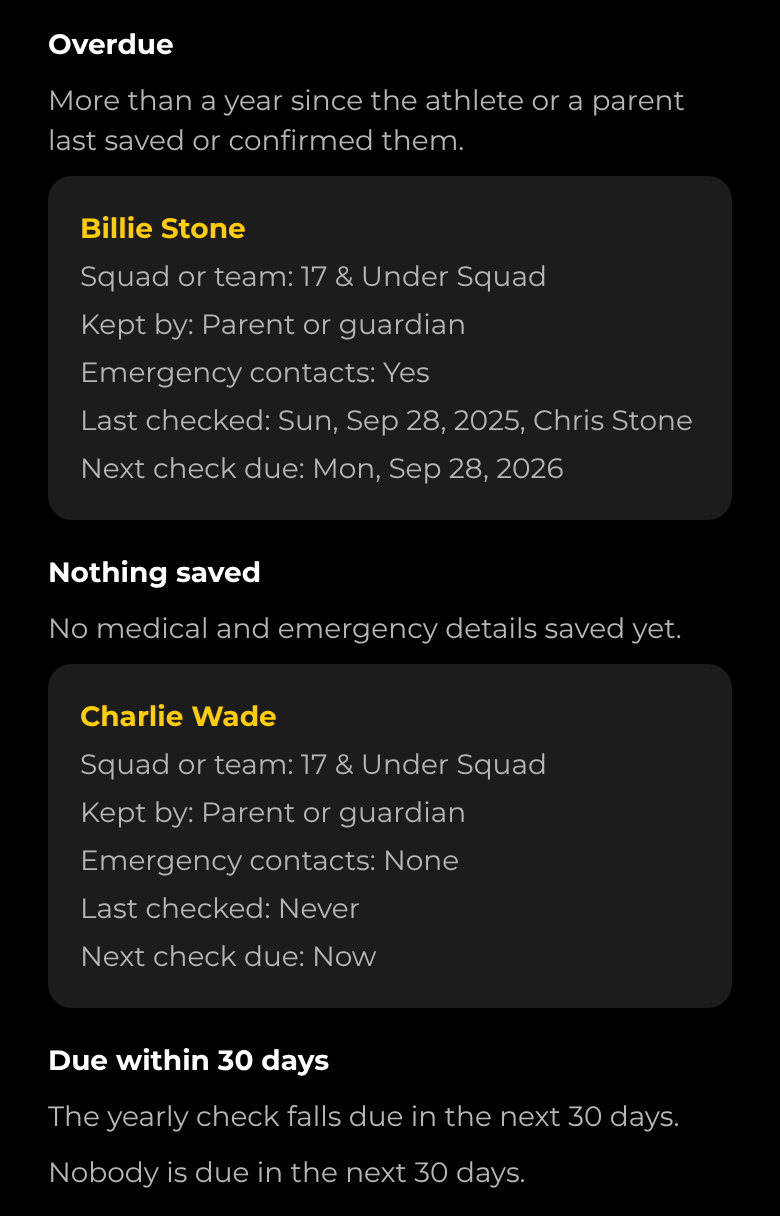 Overdue
More than a year since the athlete or a parent
last saved or confirmed them.
Billie Stone
Squad or team: 17 & Under Squad
Kept by: Parent or guardian
Emergency contacts: Yes
Last checked: Sun, Sep 28, 2025, Chris Stone
Next check due: Mon, Sep 28, 2026
Nothing saved
No medical and emergency details saved yet.
Charlie Wade
Squad or team: 17 & Under Squad
Kept by: Parent or guardian
Emergency contacts: None
Last checked: Never
Next check due: Now
Due within 30 days
The yearly check falls due in the next 30 days.
Nobody is due in the next 30 days.